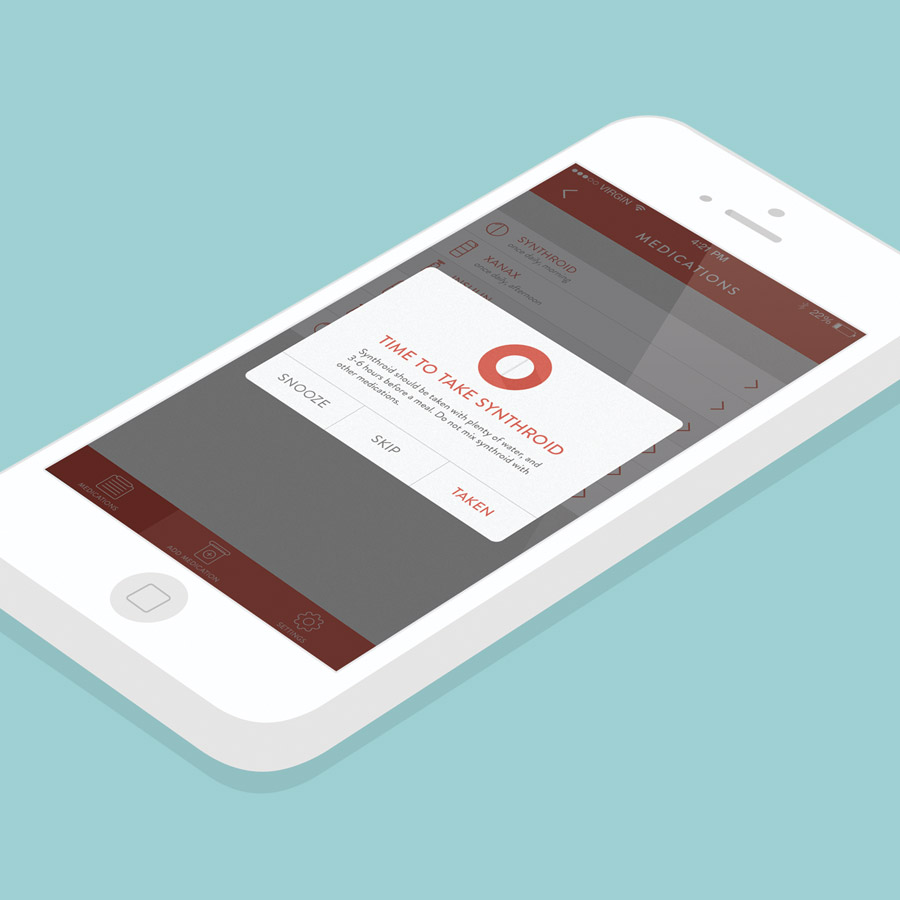 VIRGIN
4:21 PM
22%
MEDICATIONS
SYNTHROID
once daily, morning
XANAX
once daily, afternoon
INSULIN
TIME TO TAKE SYNTHROID
Synthroid should be taken with plenty of water, and
3-6 hours before a meal. Do not mix synthroid with
other medications.
SNOOZE
SKIP
TAKEN
MEDICATIONS
ADD MEDICATION
SETTINGS